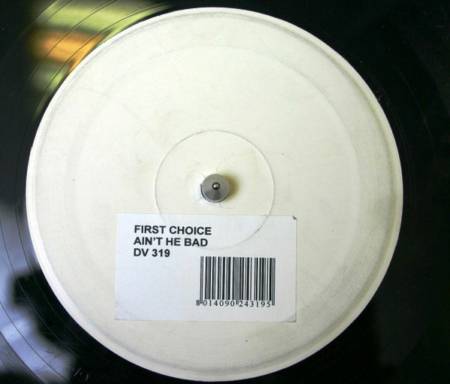 FIRST CHOICE
AIN'T HE BAD
DV 319
8 014090 243195